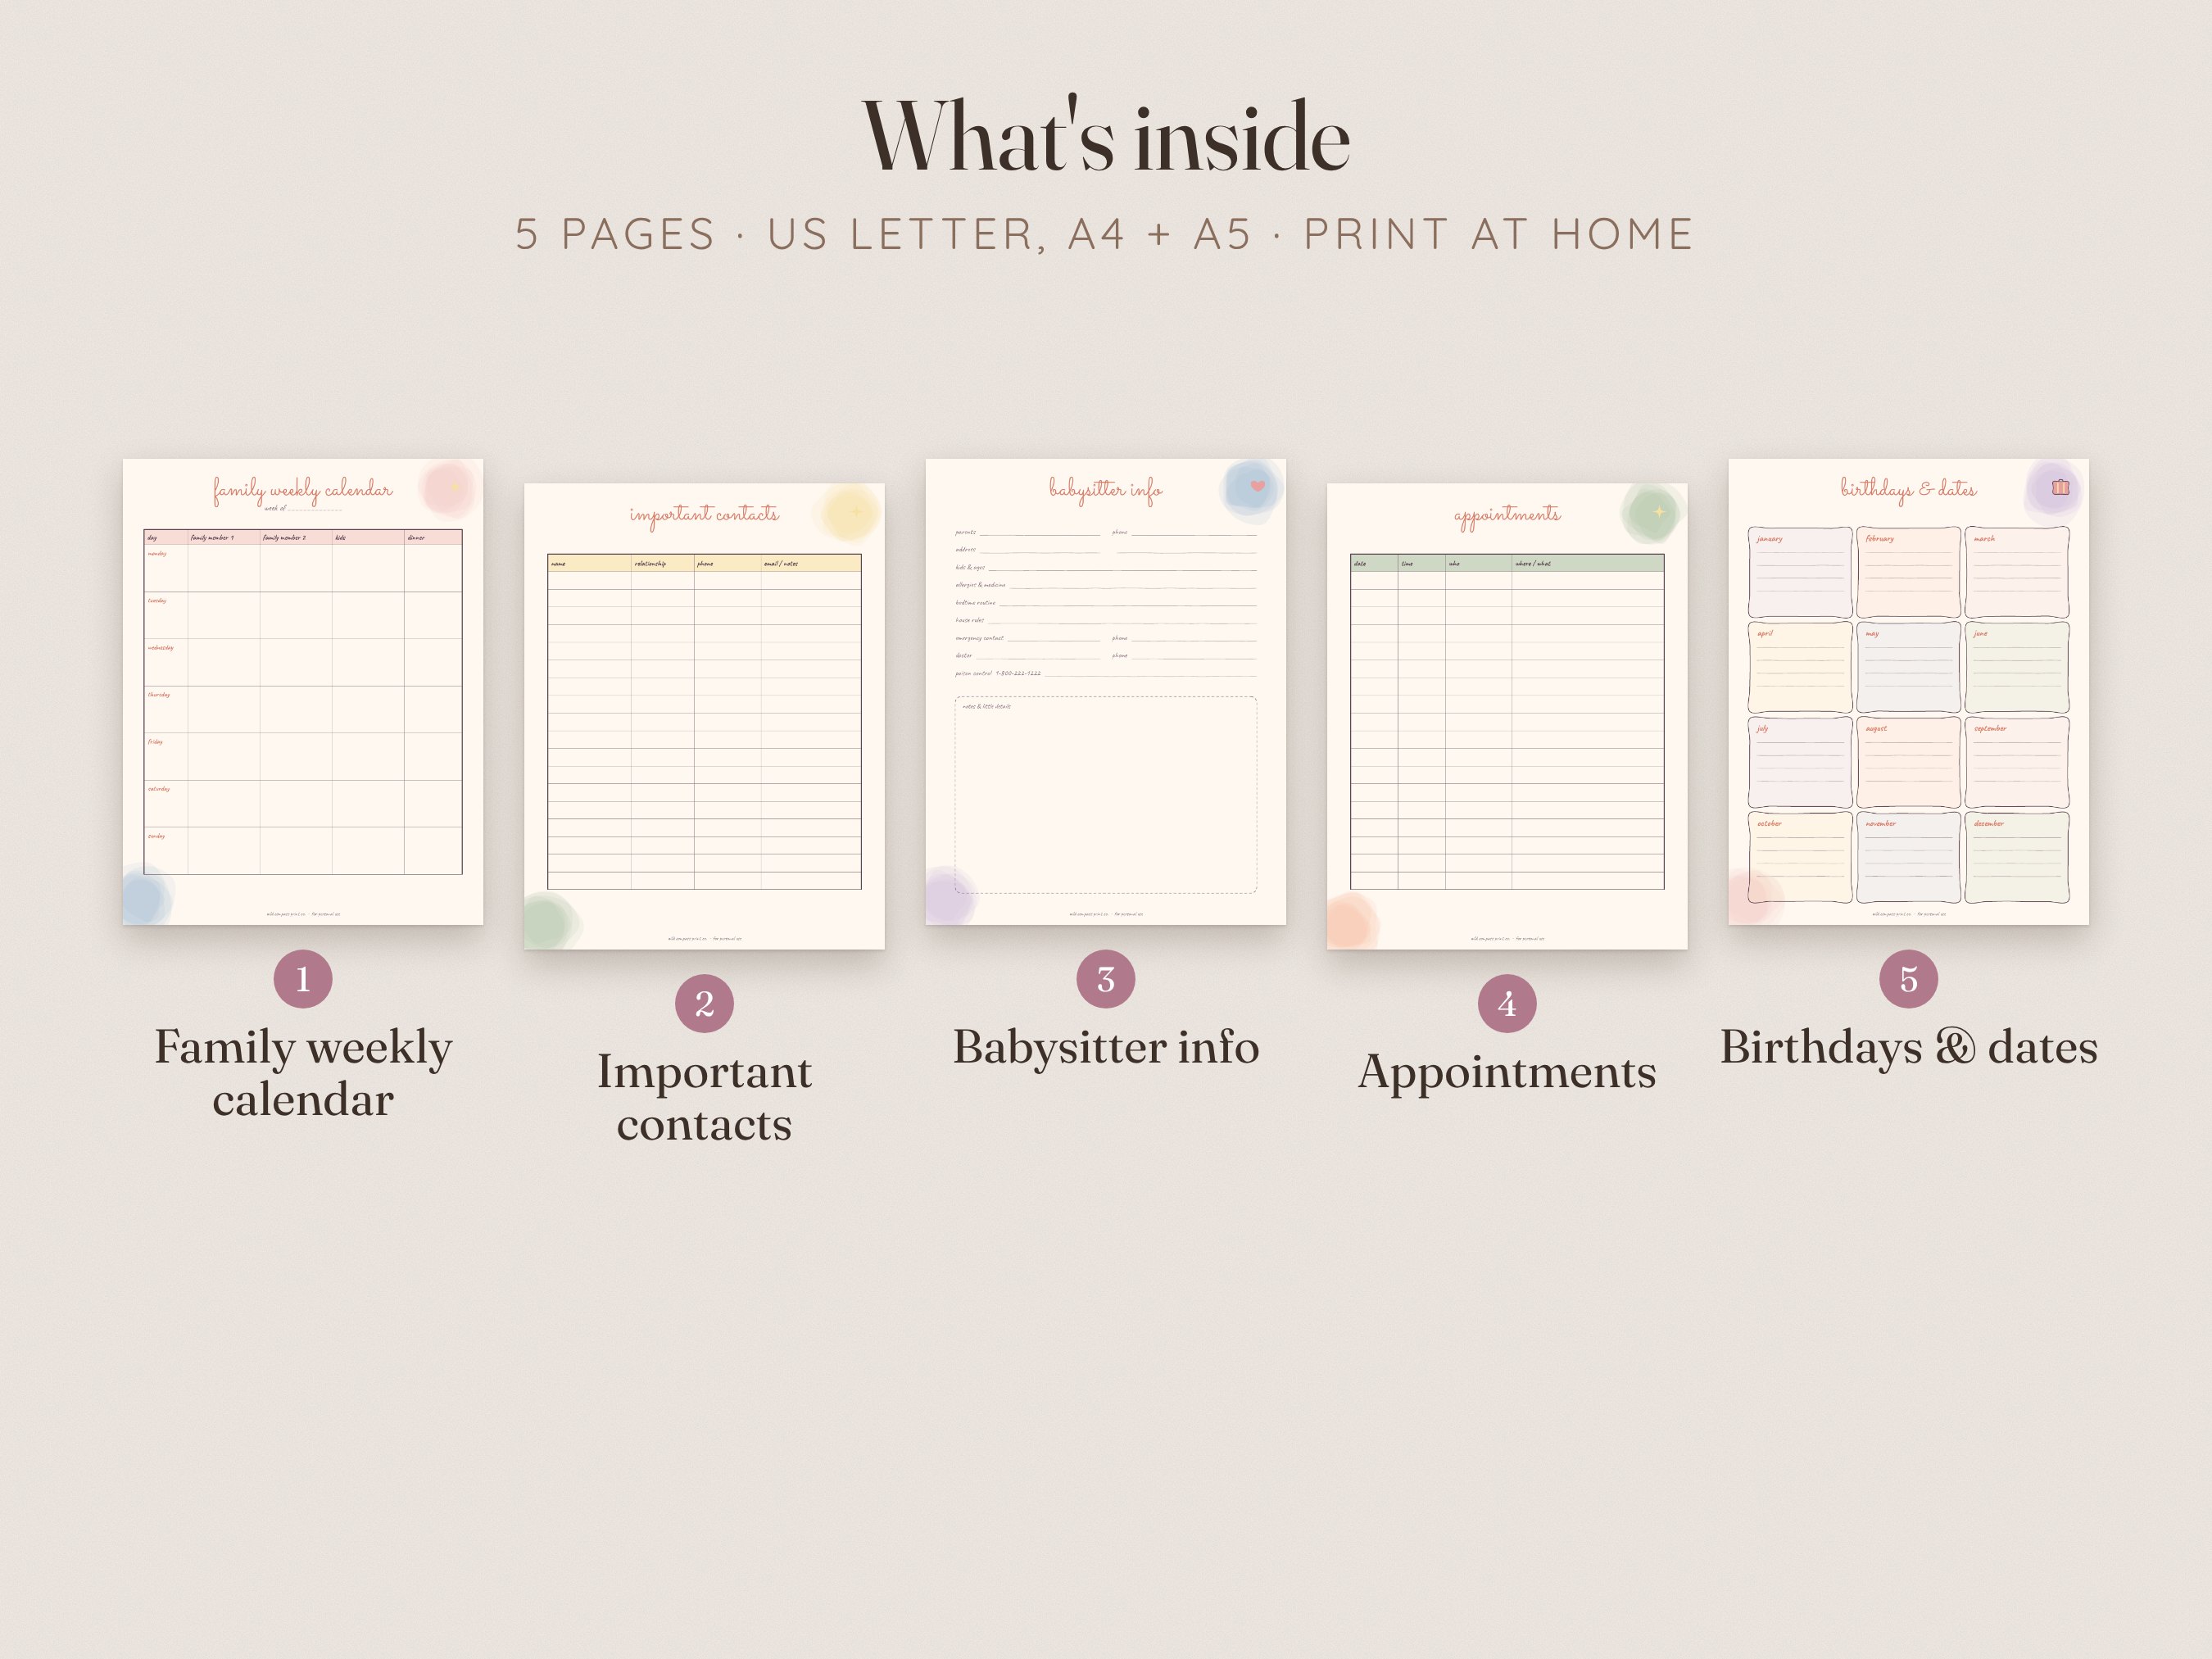 What's inside
5 PAGES · US LETTER, A4 + A5 · PRINT AT HOME
family weekly calendar
week of
day family member 1 family member 2 kids dinner
monday
tuesday
wednesday
thursday
friday
saturday
sunday
1
Family weekly
calendar
important contacts
name relationship phone email / notes
2
Important
contacts
babysitter info
parents phone
address
kids & ages
allergies & medicine
bedtime routine
house rules
emergency contact phone
doctor phone
poison control 1-800-222-1222
notes & little details
3
Babysitter info
appointments
date time who where / what
4
Appointments
birthdays & dates
january february march
april may june
july august september
october november december
5
Birthdays & dates